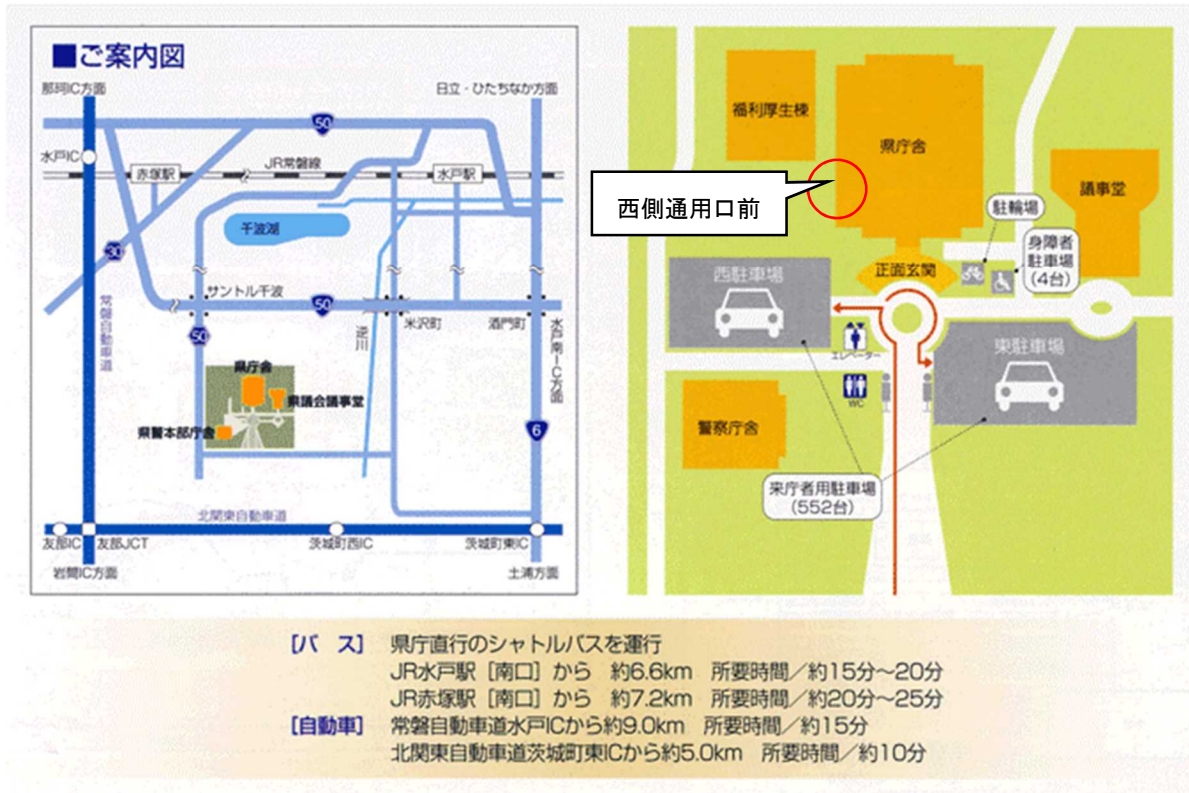 ■ご案内図
那珂IC方面
日立・ひたちなか方面
50
水戸IC
赤塚駅
JR常磐線
水戸駅
千波湖
30
サントル千波
50
米沢町
酒門町
常磐自動車道
50
逆川
水戸南IC方面
県庁舎
県議会議事堂
県警本部庁舎
6
北関東自動車道
友部IC
友部JCT
茨城町西IC
茨城町東IC
岩間IC方面
土浦方面
福利厚生棟
県庁舎
議事堂
西側通用口前
駐輪場
身障者
駐車場
(4台)
正面玄関
西駐車場
東駐車場
エレベーター
WC
警察庁舎
来庁者用駐車場
(552台)
[バス] 県庁直行のシャトルバスを運行
JR水戸駅[南口]から 約6.6km 所要時間/約15分~20分
JR赤塚駅[南口]から 約7.2km 所要時間/約20分~25分
[自動車] 常磐自動車道水戸ICから約9.0km 所要時間/約15分
北関東自動車道茨城町東ICから約5.0km 所要時間/約10分